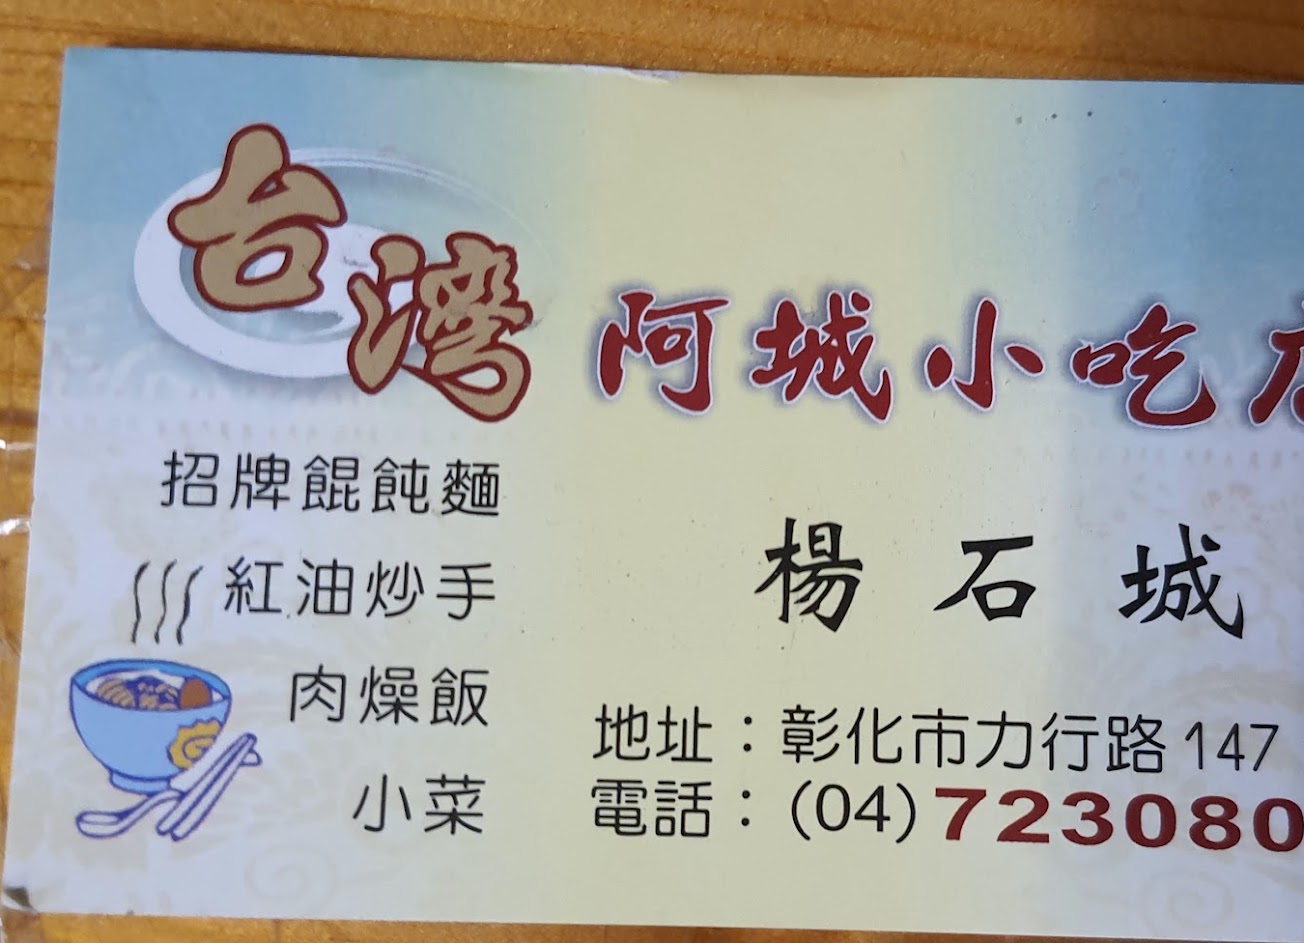 台灣 阿城小吃店
招牌餛飩麵
紅油炒手
肉燥飯
小菜
楊石城
地址：彰化市力行路147
電話：(04)723080